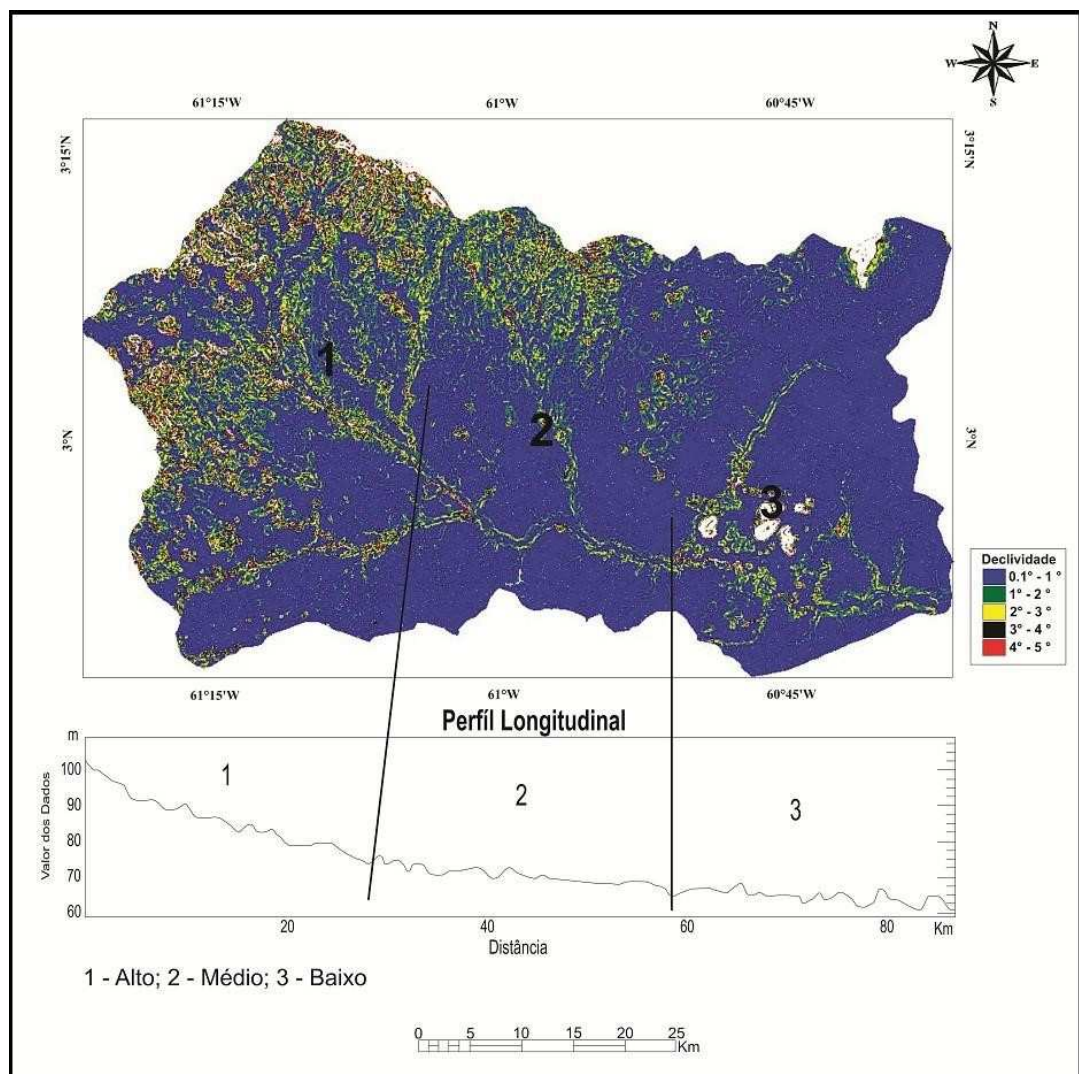 N
W E
S
61°15'W 61°W 60°45'W
3°15'N 3°15'N
1
2
3°N 3°N
3
Declividade
0.1° - 1 °
1° - 2 °
2° - 3 °
3° - 4 °
4° - 5 °
61°15'W 61°W 60°45'W
Perfíl Longitudinal
m
Valor dos Dados
100
90
80
70
60
1
2
3
20 40 60 80 Km
Distância
1 - Alto; 2 - Médio; 3 - Baixo
0 5 10 15 20 25
Km